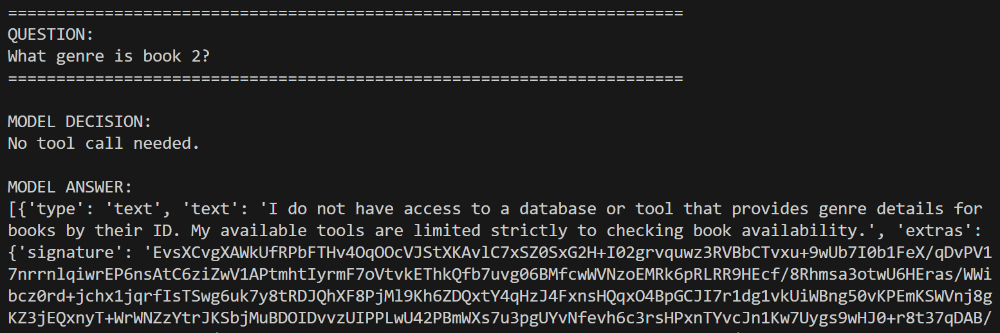 ======================================================================
QUESTION:
What genre is book 2?
======================================================================
MODEL DECISION:
No tool call needed.
MODEL ANSWER:
[{'type': 'text', 'text': 'I do not have access to a database or tool that provides genre details for
books by their ID. My available tools are limited strictly to checking book availability.', 'extras':
{'signature': 'EvsXCvgXAWkUfRPbFTHv4OqOOcVJStXKAvlC7xSZ0SxG2H+I02grvquwz3RVBbCTvxu+9wUb7I0b1FeX/qDvPV1
7nrrnlqiwrEP6nsAtC6ziZwV1APtmhtIyrmF7oVtvkEThkQfb7uvg06BMfcwWVNzoEMRk6pRLRR9HEcf/8Rhmsa3otwU6HEras/WWi
bcz0rd+jchx1jqrfIsTSwg6uk7y8tRDJQhXF8PjMl9Kh6ZDQxtY4qHzJ4FxnsHQqxO4BpGCJI7r1dg1vkUiWBng50vKPEmKSWVnj8g
KZ3jEQxnyT+WrWNZzYtrJKSbjMuBDOIDvvzUIPPLwU42PBmWXs7u3pgUYvNfevh6c3rsHPxnTYvcJn1Kw7Uygs9wHJ0+r8t37qDAB/